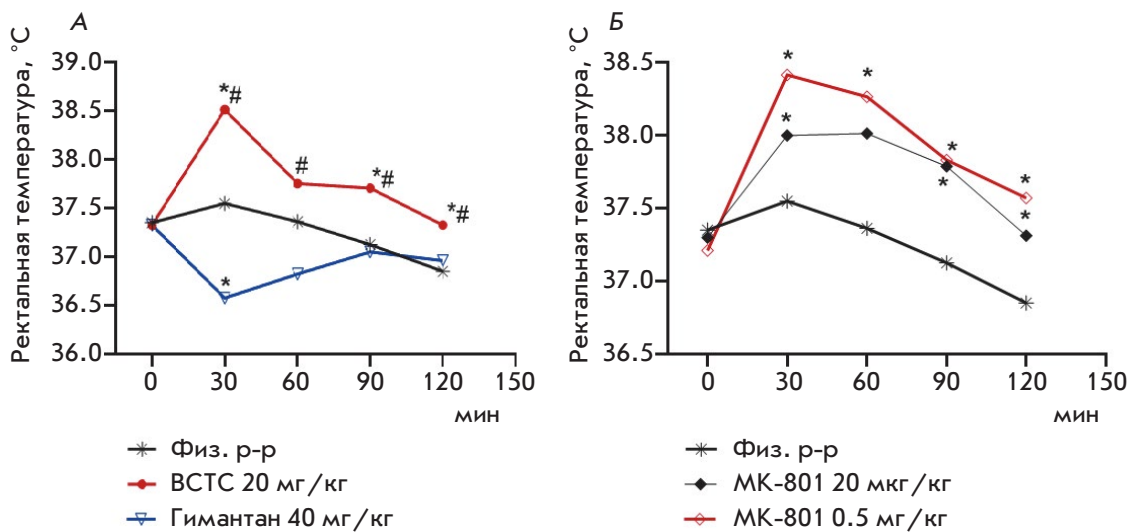 А
Ректальная температура, °C
39.0
38.5
38.0
37.5
37.0
36.5
36.0
*#
#
*#
*#
*
0 30 60 90 120 150
мин
Физ. р-р
ВСТС 20 мг/кг
Гимантан 40 мг/кг
Б
Ректальная температура, °C
38.5
38.0
37.5
37.0
36.5
*
*
*
*
*
*
*
0 30 60 90 120 150
мин
Физ. р-р
МК-801 20 мкг/кг
МК-801 0.5 мг/кг